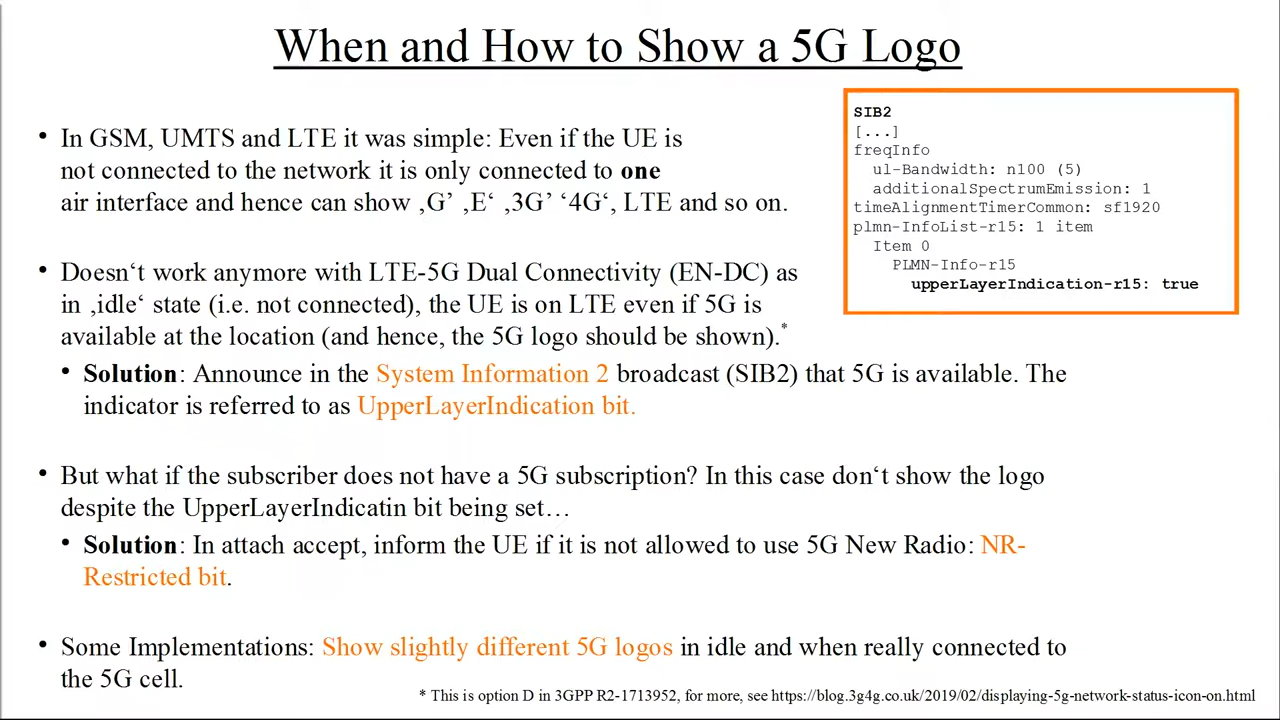 When and How to Show a 5G Logo
• In GSM, UMTS and LTE it was simple: Even if the UE is
not connected to the network it is only connected to one
air interface and hence can show ‚G’ ‚E‘ ‚3G’ ‘4G‘, LTE and so on.
SIB2
[...]
freqInfo
ul-Bandwidth: n100 (5)
additionalSpectrumEmission: 1
timeAlignmentTimerCommon: sf1920
plmn-InfoList-r15: 1 item
Item 0
PLMN-Info-r15
upperLayerIndication-r15: true
• Doesn‘t work anymore with LTE-5G Dual Connectivity (EN-DC) as
in ‚idle‘ state (i.e. not connected), the UE is on LTE even if 5G is
available at the location (and hence, the 5G logo should be shown).*
• Solution: Announce in the System Information 2 broadcast (SIB2) that 5G is available. The
indicator is referred to as UpperLayerIndication bit.
• But what if the subscriber does not have a 5G subscription? In this case don‘t show the logo
despite the UpperLayerIndicatin bit being set…
• Solution: In attach accept, inform the UE if it is not allowed to use 5G New Radio: NR-
Restricted bit.
• Some Implementations: Show slightly different 5G logos in idle and when really connected to
the 5G cell.
* This is option D in 3GPP R2-1713952, for more, see https://blog.3g4g.co.uk/2019/02/displaying-5g-network-status-icon-on.html